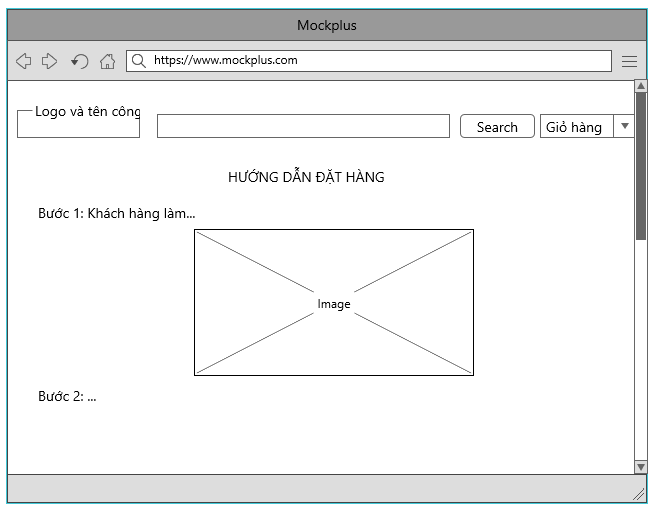 Mockplus
https://www.mockplus.com
Logo và tên công
Search
Giỏ hàng
HƯỚNG DẪN ĐẶT HÀNG
Bước 1: Khách hàng làm...
Image
Bước 2: ...